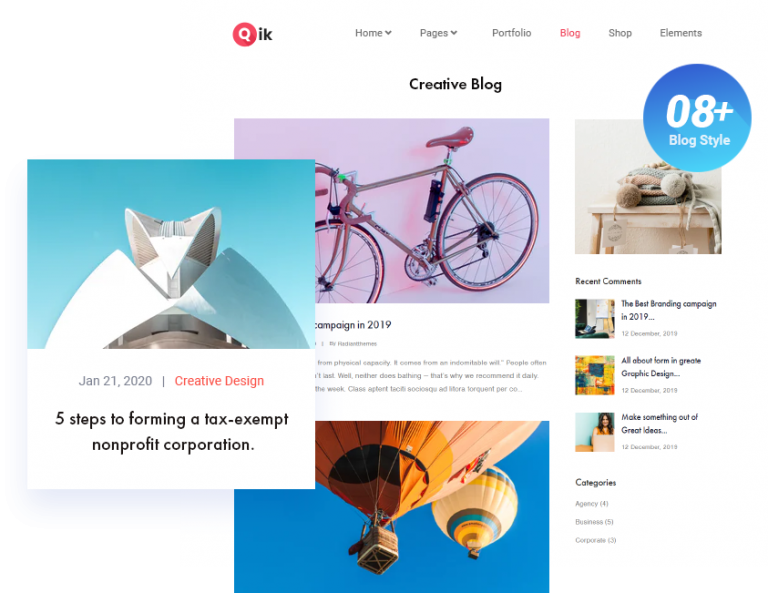 Qik
Home
Pages
Portfolio
Blog
Shop
Elements
Creative Blog
08+
Blog Style
Jan 21, 2020 | Creative Design
5 steps to forming a tax-exempt
nonprofit corporation.
campaign in 2019
| By Radianthemes
from physical capacity. It comes from an indomitable will." People often
't last. Well, neither does bathing – that's why we recommend it daily.
the week. Class aptent taciti sociosqu ad litora torquent per co...
Recent Comments
The Best Branding campaign
in 2019...
12 December, 2019
All about form in greate
Graphic Design...
12 December, 2019
Make something out of
Great Ideas...
12 December, 2019
Categories
Agency (4)
Business (5)
Corporate (3)